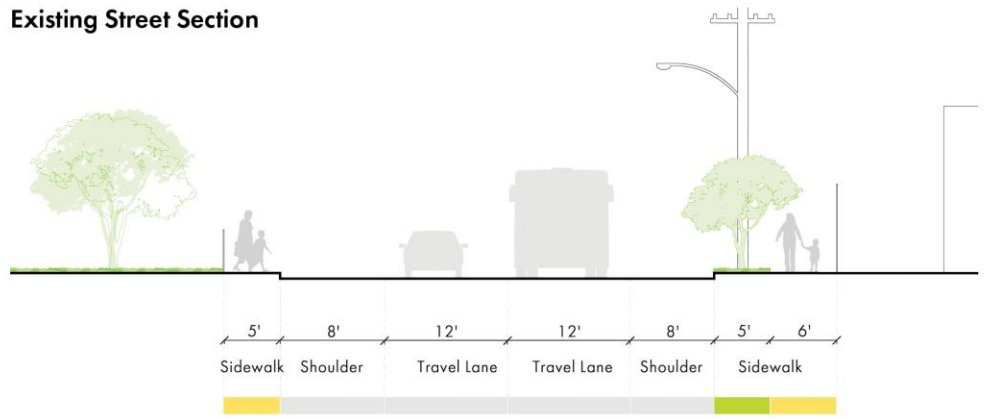 Existing Street Section
5' 8' 12' 12' 8' 5' 6'
Sidewalk Shoulder Travel Lane Travel Lane Shoulder Sidewalk